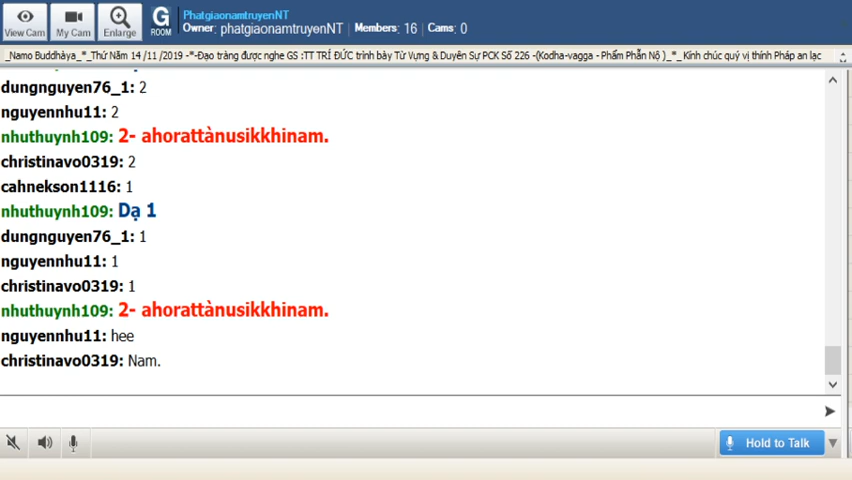 View Cam
My Cam
Enlarge
G
ROOM
PhatgiaonamtruyenNT
Owner: phatgiaonamtruyenNT Members: 16 Cams: 0
_Namo Buddhàya_*_Thứ Năm 14 /11 /2019 -*-Đạo tràng được nghe GS :TT TRÍ ĐỨC trình bày Từ Vựng & Duyên Sự PCK Số 226 -(Kodha-vagga - Phẩm Phẫn Nộ )_*_ Kính chúc quý vị thính Pháp an lạc
dungnguyen76_1: 2
nguyennhu11: 2
nhuthuynh109: 2- ahorattànusikkhinam.
christinavo0319: 2
cahnekson1116: 1
nhuthuynh109: Dạ 1
dungnguyen76_1: 1
nguyennhu11: 1
christinavo0319: 1
nhuthuynh109: 2- ahorattànusikkhinam.
nguyennhu11: hee
christinavo0319: Nam.
Hold to Talk